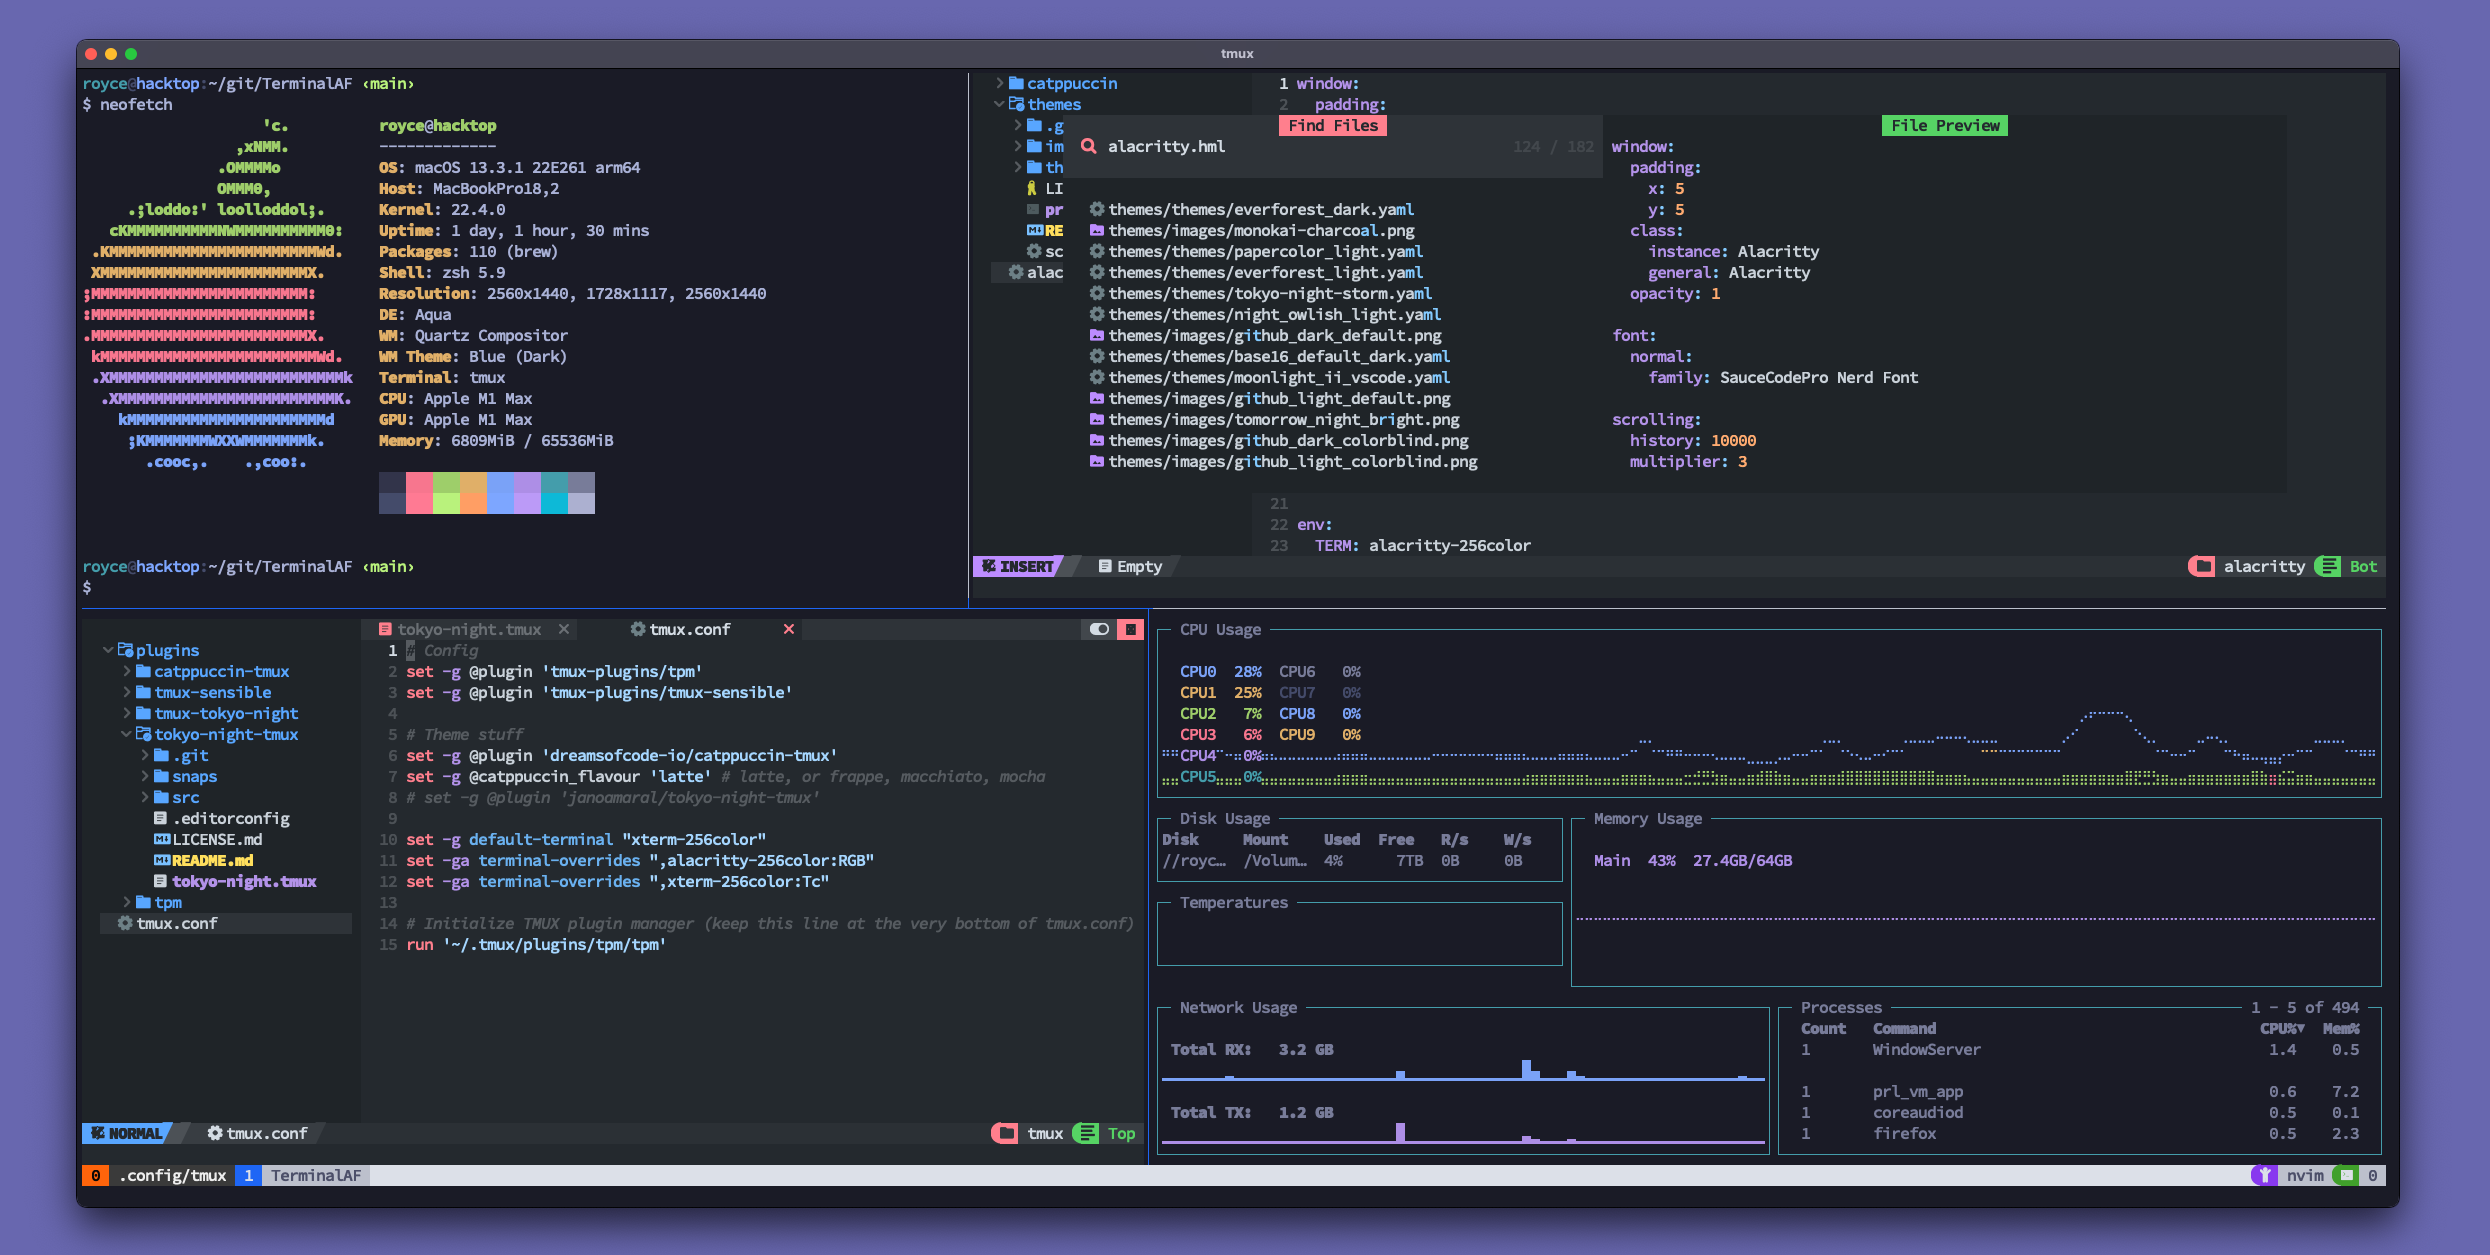 tmux
royce@hacktop:~/git/TerminalAF ‹main›
$ neofetch
'c.
,xNMM.
.OMMMMo
OMMM0,
.;loddo:' loolloddol;.
cKMMMMMMMMMMNWMMMMMMMMMM0:
.KMMMMMMMMMMMMMMMMMMMMMMMWd.
XMMMMMMMMMMMMMMMMMMMMMMMX.
;MMMMMMMMMMMMMMMMMMMMMMMM:
:MMMMMMMMMMMMMMMMMMMMMMMM:
.MMMMMMMMMMMMMMMMMMMMMMMMX.
kMMMMMMMMMMMMMMMMMMMMMMMMWd.
.XMMMMMMMMMMMMMMMMMMMMMMMMMMk
.XMMMMMMMMMMMMMMMMMMMMMMMMK.
kMMMMMMMMMMMMMMMMMMMMMMd
;KMMMMMMMWXXWMMMMMMMk.
.cooc,.    .,coo:.
royce@hacktop
-------------
OS: macOS 13.3.1 22E261 arm64
Host: MacBookPro18,2
Kernel: 22.4.0
Uptime: 1 day, 1 hour, 30 mins
Packages: 110 (brew)
Shell: zsh 5.9
Resolution: 2560x1440, 1728x1117, 2560x1440
DE: Aqua
WM: Quartz Compositor
WM Theme: Blue (Dark)
Terminal: tmux
CPU: Apple M1 Max
GPU: Apple M1 Max
Memory: 6809MiB / 65536MiB
royce@hacktop:~/git/TerminalAF ‹main›
$
catppuccin
themes
.g
im
th
LI
pr
RE
sc
alac
1 window:
2 padding:
Find Files
alacritty.hml 124 / 182
themes/themes/everforest_dark.yaml
themes/images/monokai-charcoal.png
themes/themes/papercolor_light.yaml
themes/themes/everforest_light.yaml
themes/themes/tokyo-night-storm.yaml
themes/themes/night_owlish_light.yaml
themes/images/github_dark_default.png
themes/themes/base16_default_dark.yaml
themes/themes/moonlight_ii_vscode.yaml
themes/images/github_light_default.png
themes/images/tomorrow_night_bright.png
themes/images/github_dark_colorblind.png
themes/images/github_light_colorblind.png
File Preview
window:
padding:
x: 5
y: 5
class:
instance: Alacritty
general: Alacritty
opacity: 1
font:
normal:
family: SauceCodePro Nerd Font
scrolling:
history: 10000
multiplier: 3
21
22 env:
23 TERM: alacritty-256color
INSERT Empty alacritty Bot
plugins
catppuccin-tmux
tmux-sensible
tmux-tokyo-night
tokyo-night-tmux
.git
snaps
src
.editorconfig
LICENSE.md
README.md
tokyo-night.tmux
tpm
tmux.conf
tokyo-night.tmux × tmux.conf ×
1 # Config
2 set -g @plugin 'tmux-plugins/tpm'
3 set -g @plugin 'tmux-plugins/tmux-sensible'
4
5 # Theme stuff
6 set -g @plugin 'dreamsofcode-io/catppuccin-tmux'
7 set -g @catppuccin_flavour 'latte' # latte, or frappe, macchiato, mocha
8 # set -g @plugin 'janoamaral/tokyo-night-tmux'
9
10 set -g default-terminal "xterm-256color"
11 set -ga terminal-overrides ",alacritty-256color:RGB"
12 set -ga terminal-overrides ",xterm-256color:Tc"
13
14 # Initialize TMUX plugin manager (keep this line at the very bottom of tmux.conf)
15 run '~/.tmux/plugins/tpm/tpm'
NORMAL tmux.conf tmux Top
CPU Usage
CPU0 28% CPU6 0%
CPU1 25% CPU7 0%
CPU2 7% CPU8 0%
CPU3 6% CPU9 0%
CPU4 0%
CPU5 0%
Disk Usage
Disk Mount Used Free R/s W/s
//royc… /Volum… 4% 7TB 0B 0B
Temperatures
Memory Usage
Main 43% 27.4GB/64GB
Network Usage
Total RX: 3.2 GB
Total TX: 1.2 GB
Processes 1 - 5 of 494
Count Command CPU%▼ Mem%
1 WindowServer 1.4 0.5
1 prl_vm_app 0.6 7.2
1 coreaudiod 0.5 0.1
1 firefox 0.5 2.3
0 .config/tmux 1 TerminalAF nvim 0